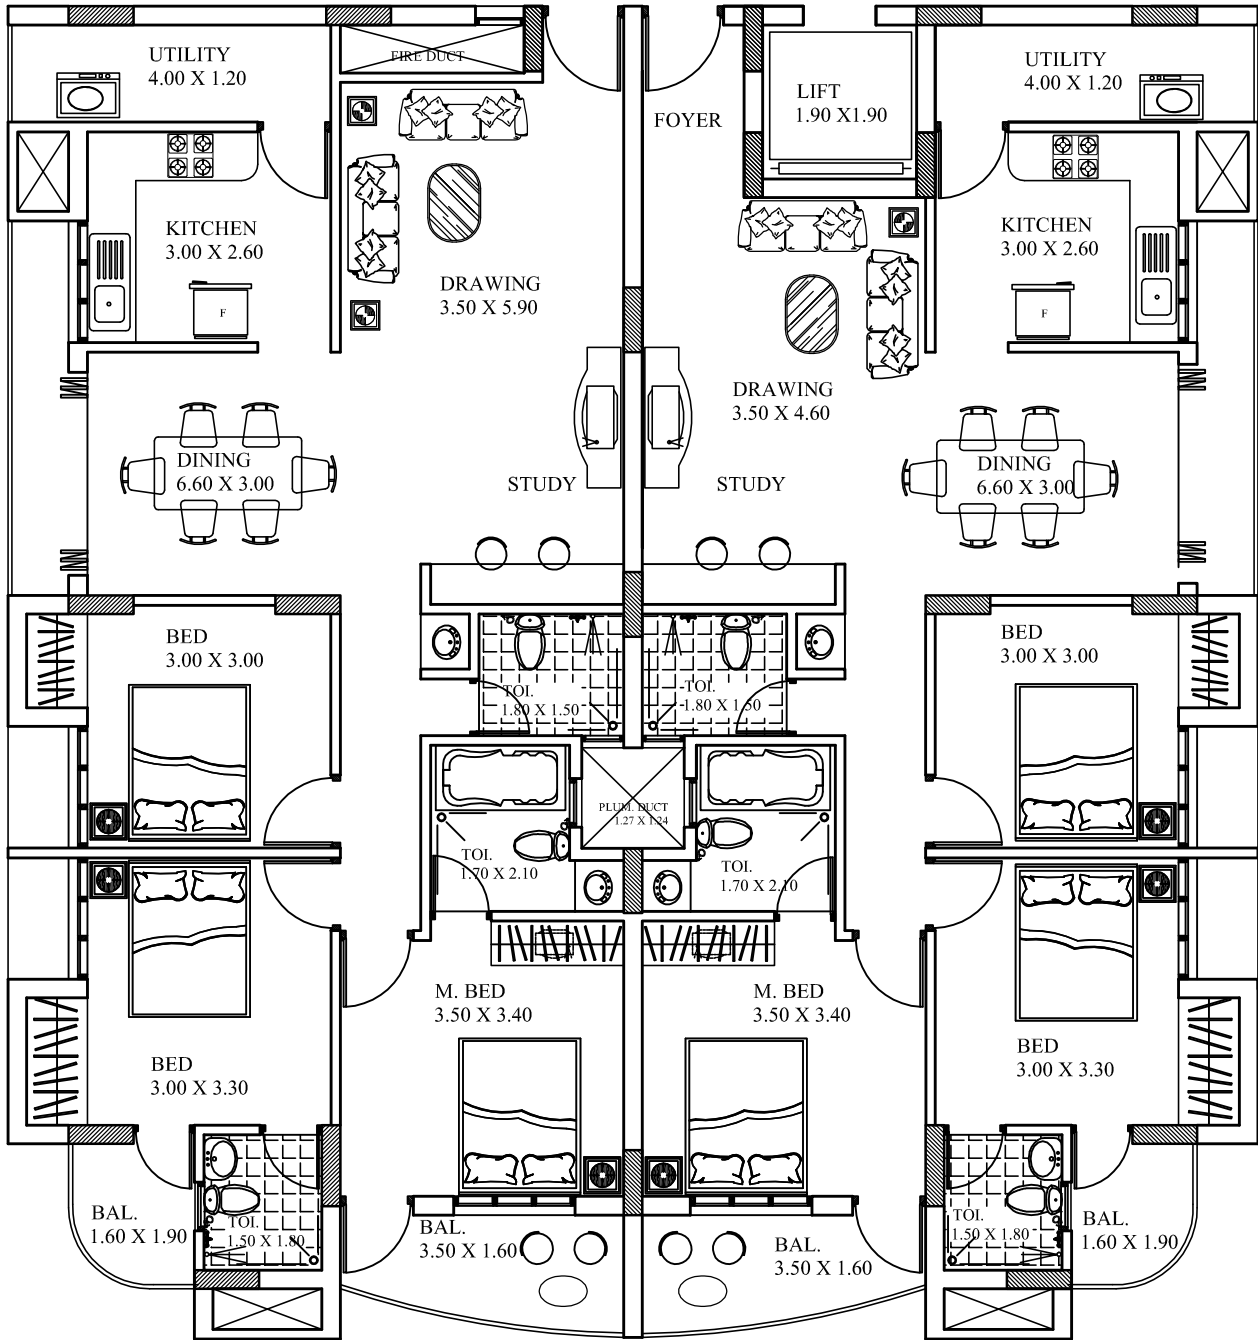 UTILITY
4.00 X 1.20
FIRE DUCT
FOYER
LIFT
1.90 X1.90
UTILITY
4.00 X 1.20
KITCHEN
3.00 X 2.60
F
DRAWING
3.50 X 5.90
KITCHEN
3.00 X 2.60
F
DRAWING
3.50 X 4.60
DINING
6.60 X 3.00
STUDY
STUDY
DINING
6.60 X 3.00
BED
3.00 X 3.00
TOI.
1.80 X 1.50
TOI.
1.80 X 1.50
BED
3.00 X 3.00
PLUM. DUCT
1.27 X 1.24
TOI.
1.70 X 2.10
TOI.
1.70 X 2.10
M. BED
3.50 X 3.40
M. BED
3.50 X 3.40
BED
3.00 X 3.30
BED
3.00 X 3.30
BAL.
1.60 X 1.90
TOI.
1.50 X 1.80
BAL.
3.50 X 1.60
BAL.
3.50 X 1.60
TOI.
1.50 X 1.80
BAL.
1.60 X 1.90